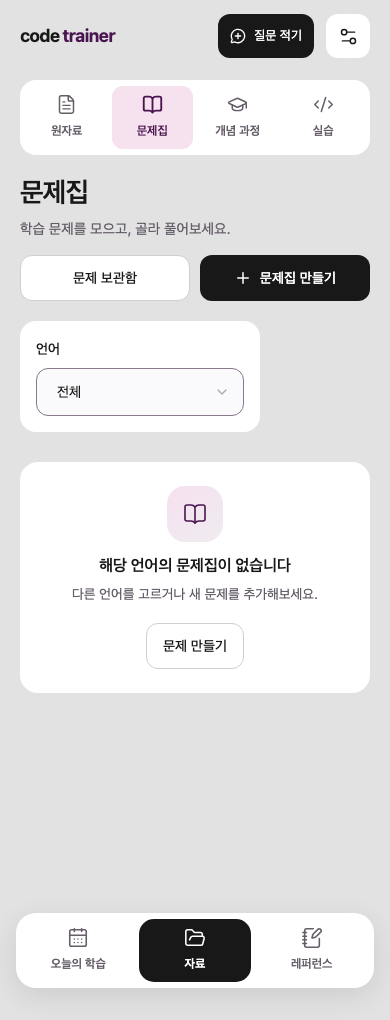 code trainer
질문 적기
원자료
문제집
개념 과정
실습
문제집
학습 문제를 모으고, 골라 풀어보세요.
문제 보관함
문제집 만들기
언어
전체
해당 언어의 문제집이 없습니다
다른 언어를 고르거나 새 문제를 추가해보세요.
문제 만들기
오늘의 학습
자료
레퍼런스